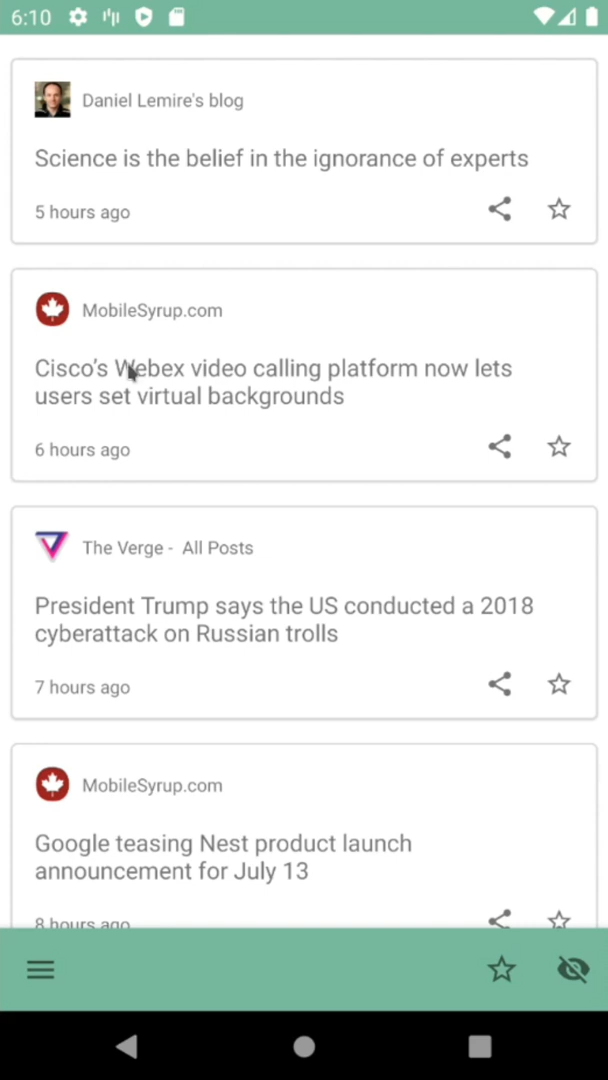 6:10
Daniel Lemire's blog
Science is the belief in the ignorance of experts
5 hours ago
MobileSyrup.com
Cisco’s Webex video calling platform now lets
users set virtual backgrounds
6 hours ago
The Verge - All Posts
President Trump says the US conducted a 2018
cyberattack on Russian trolls
7 hours ago
MobileSyrup.com
Google teasing Nest product launch
announcement for July 13
8 hours ago